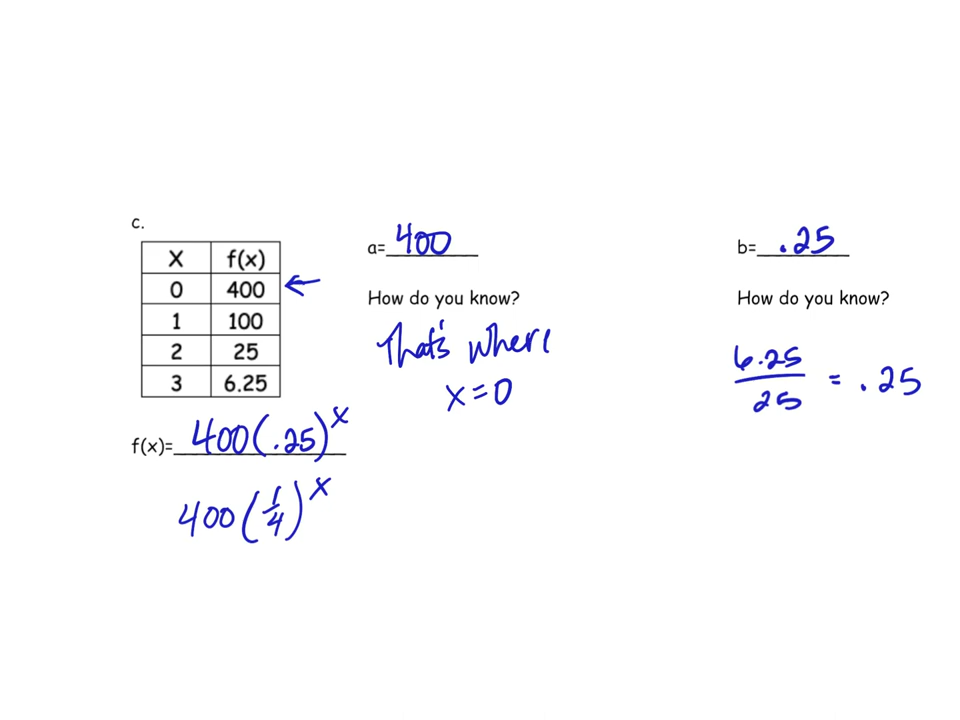 c.
X f(x)
0 400 ←
1 100
2 25
3 6.25
f(x)= 400(.25)^x
400(1/4)^x
a= 400
How do you know?
That's where
x=0
b= .25
How do you know?
6.25/25 = .25